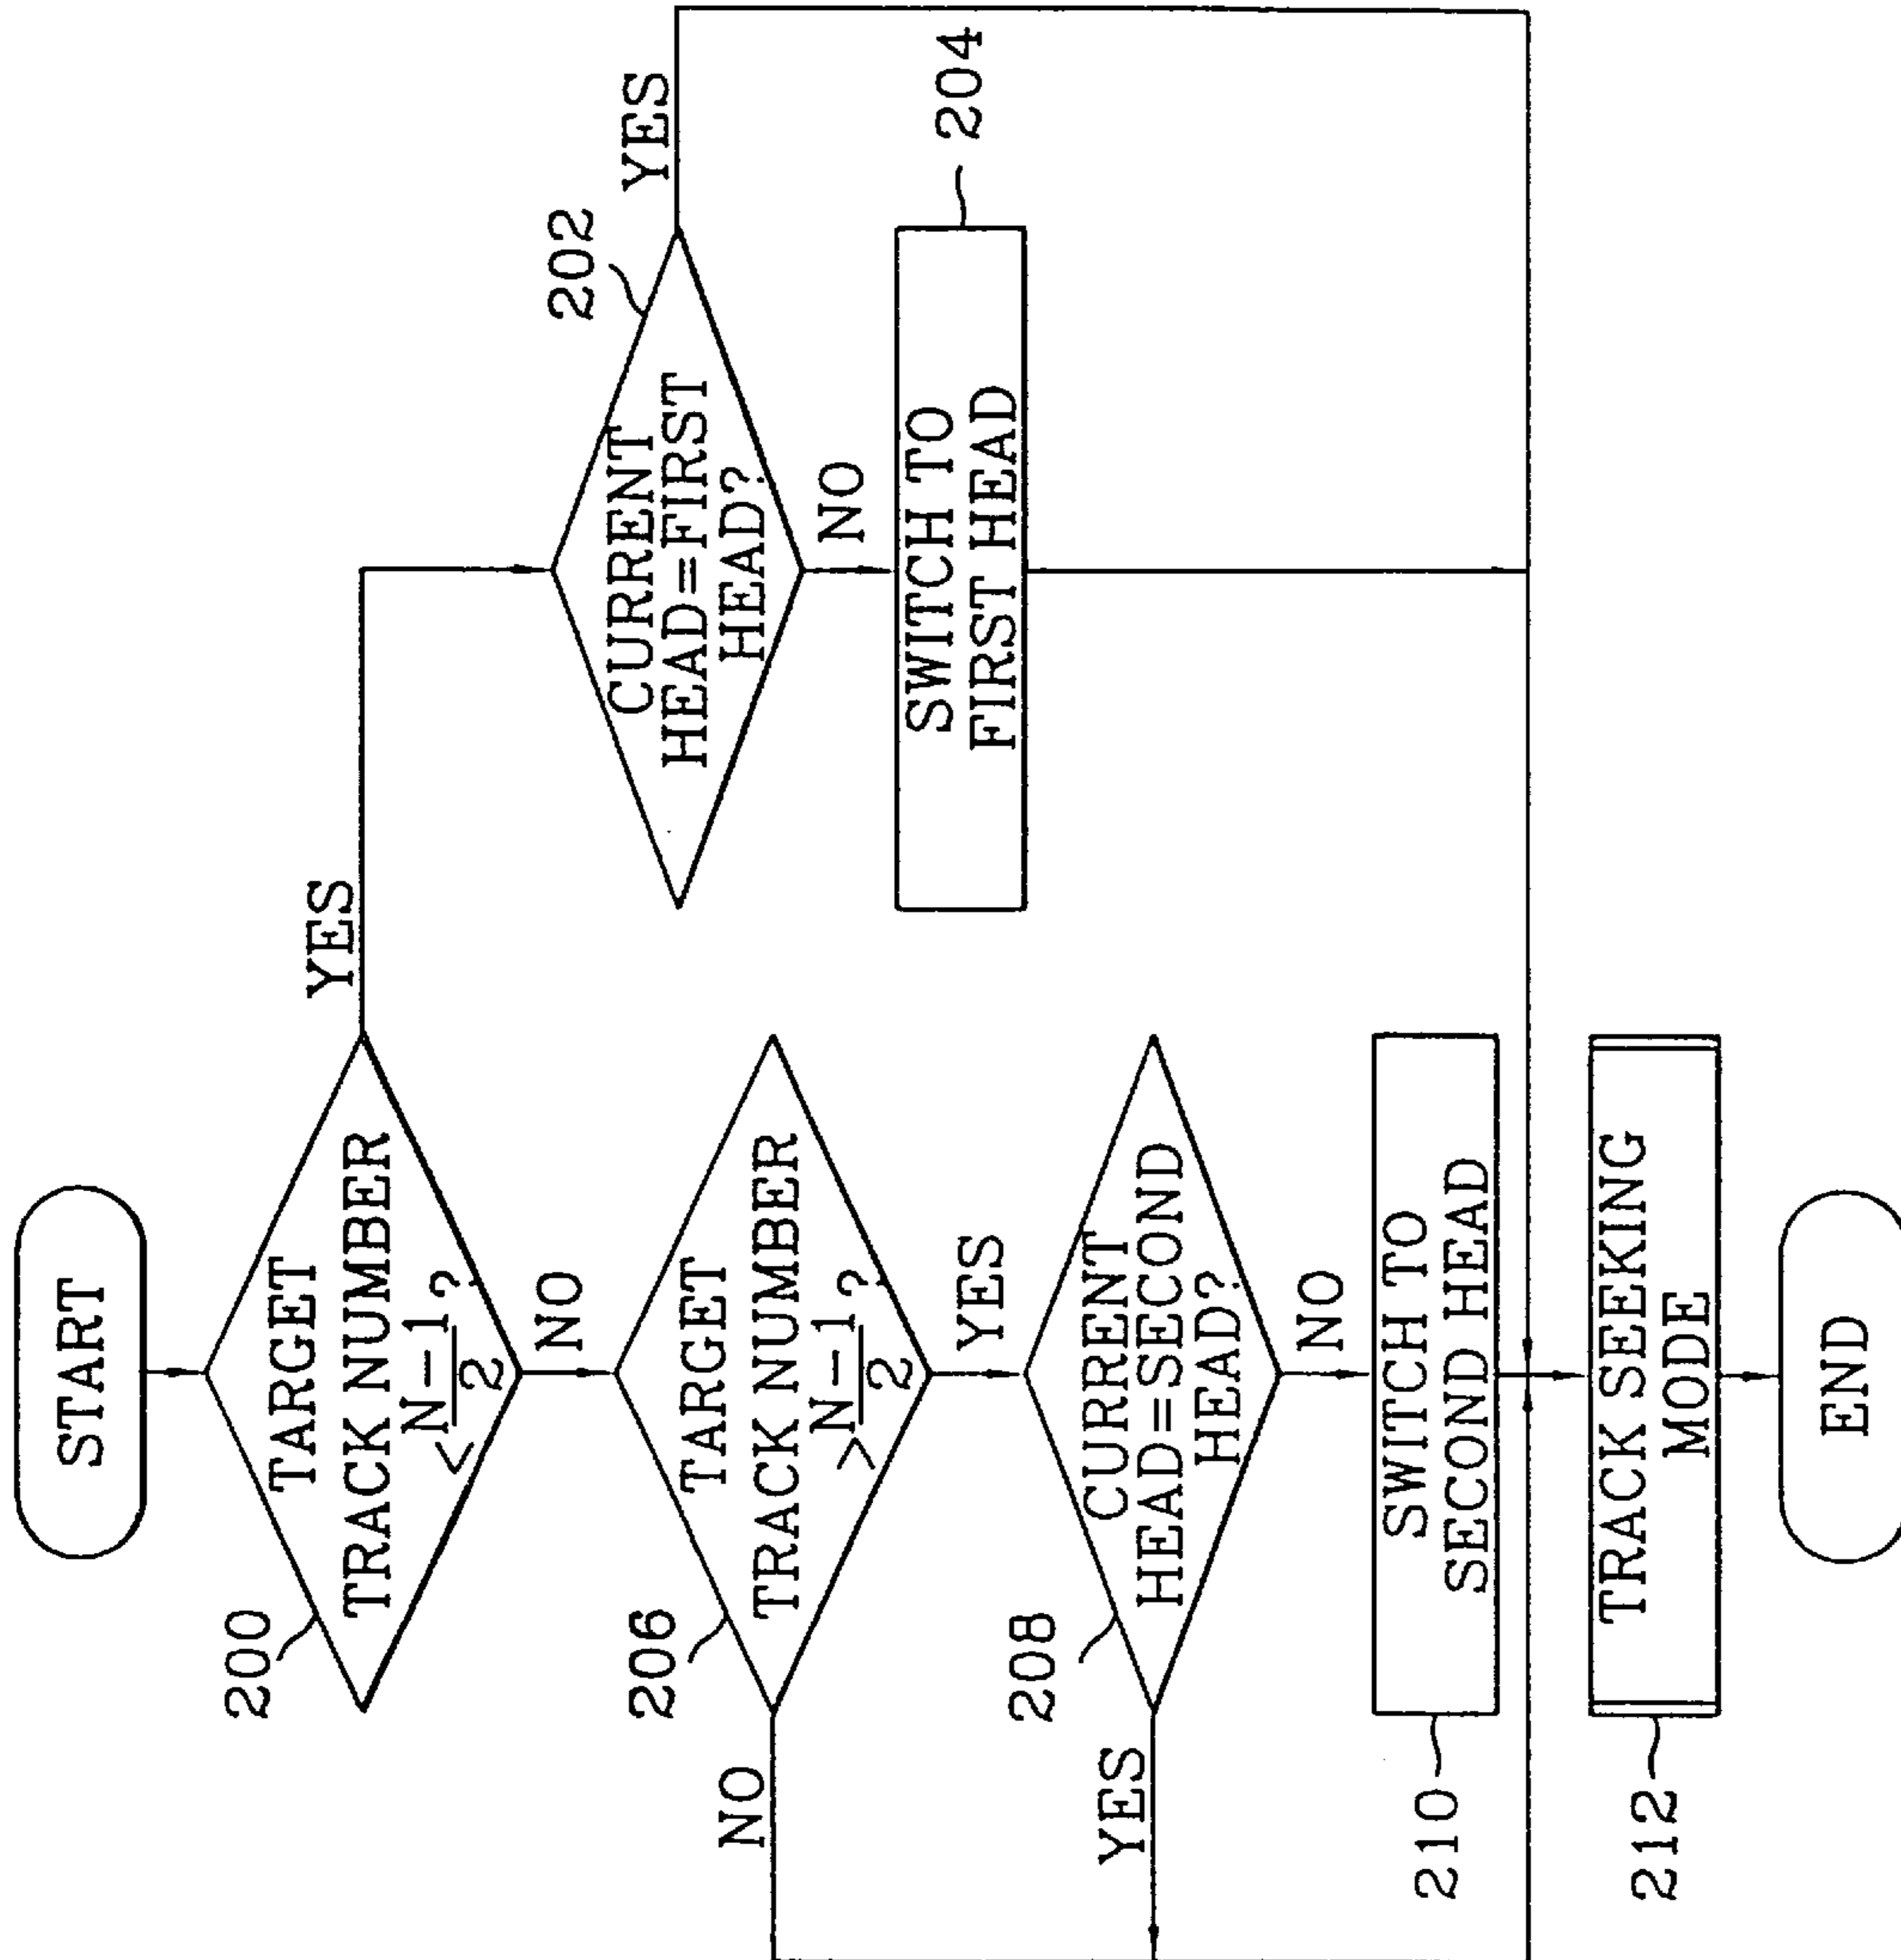 START
200
TARGET
TRACK NUMBER
< N-1 / 2 ?
YES
NO
202
CURRENT
HEAD=FIRST
HEAD?
YES
NO
204
SWITCH TO
FIRST HEAD
206
TARGET
TRACK NUMBER
> N-1 / 2 ?
NO
YES
208
CURRENT
HEAD=SECOND
HEAD?
YES
NO
210
SWITCH TO
SECOND HEAD
212
TRACK SEEKING
MODE
END